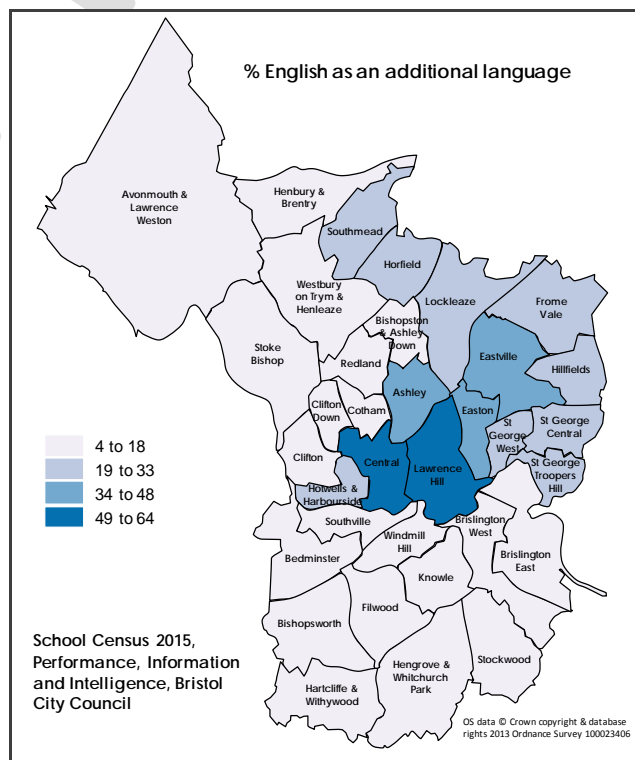 % English as an additional language
Avonmouth &
Lawrence
Weston
Henbury &
Brentry
Southmead
Horfield
Lockleaze
Frome
Vale
Westbury
on Trym &
Henleaze
Bishopston
& Ashley
Down
Stoke
Bishop
Redland
Eastville
Hillfields
Ashley
Clifton
Down
Cotham
Easton
St
George
West
St George
Central
4 to 18
19 to 33
34 to 48
49 to 64
Clifton
Central
Lawrence
Hill
St George
Troopers
Hill
Hotwells &
Harbourside
Southville
Brislington
West
Windmill
Hill
Bedminster
Brislington
East
Knowle
Filwood
Bishopsworth
Stockwood
Hengrove &
Whitchurch
Park
Hartcliffe &
Withywood
School Census 2015,
Performance, Information
and Intelligence, Bristol
City Council
OS data © Crown copyright & database
rights 2013 Ordnance Survey 100023406